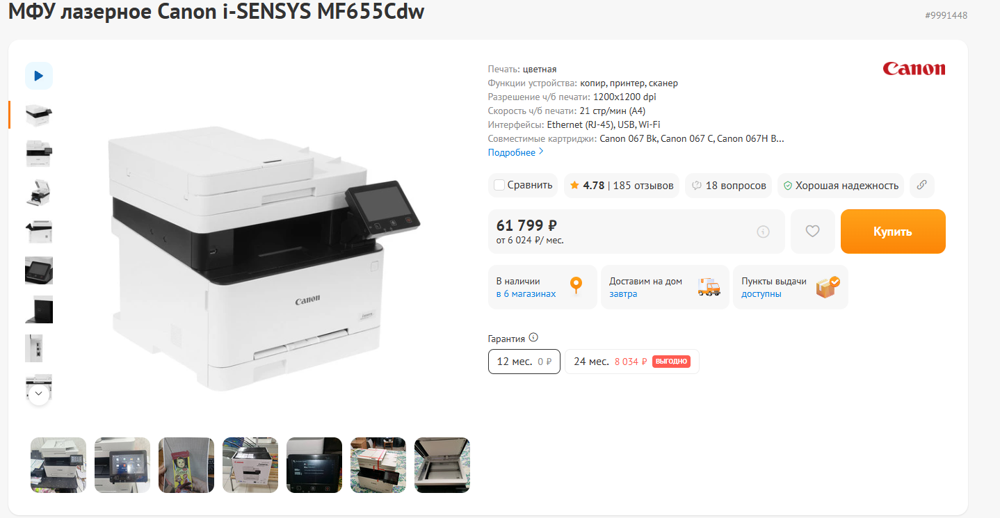 МФУ лазерное Canon i-SENSYS MF655Cdw
#9991448
Canon
Печать: цветная
Функции устройства: копир, принтер, сканер
Разрешение ч/б печати: 1200x1200 dpi
Скорость ч/б печати: 21 стр/мин (А4)
Интерфейсы: Ethernet (RJ-45), USB, Wi-Fi
Совместимые картриджи: Canon 067 Bk, Canon 067 C, Canon 067H B...
Подробнее
Сравнить
4.78 | 185 отзывов
18 вопросов
Хорошая надежность
61 799 ₽
от 6 024 ₽/ мес.
Купить
В наличии
в 6 магазинах
Доставим на дом
завтра
Пункты выдачи
доступны
Гарантия
12 мес. 0 ₽
24 мес. 8 034 ₽ ВЫГОДНО
Canon